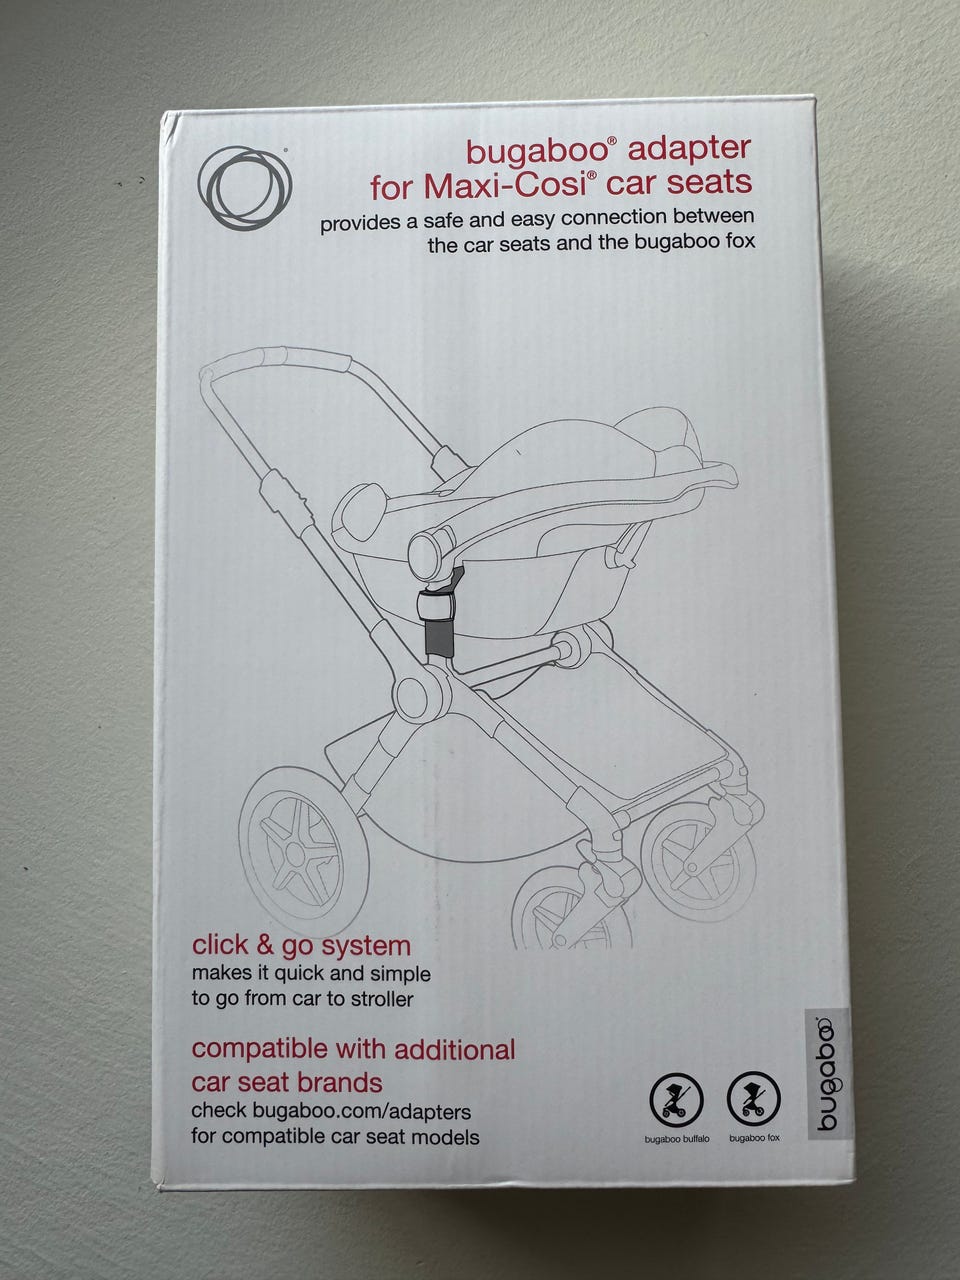 bugaboo® adapter
for Maxi-Cosi® car seats
provides a safe and easy connection between
the car seats and the bugaboo fox
click & go system
makes it quick and simple
to go from car to stroller
compatible with additional
car seat brands
check bugaboo.com/adapters
for compatible car seat models
bugaboo buffalo
bugaboo fox
bugaboo